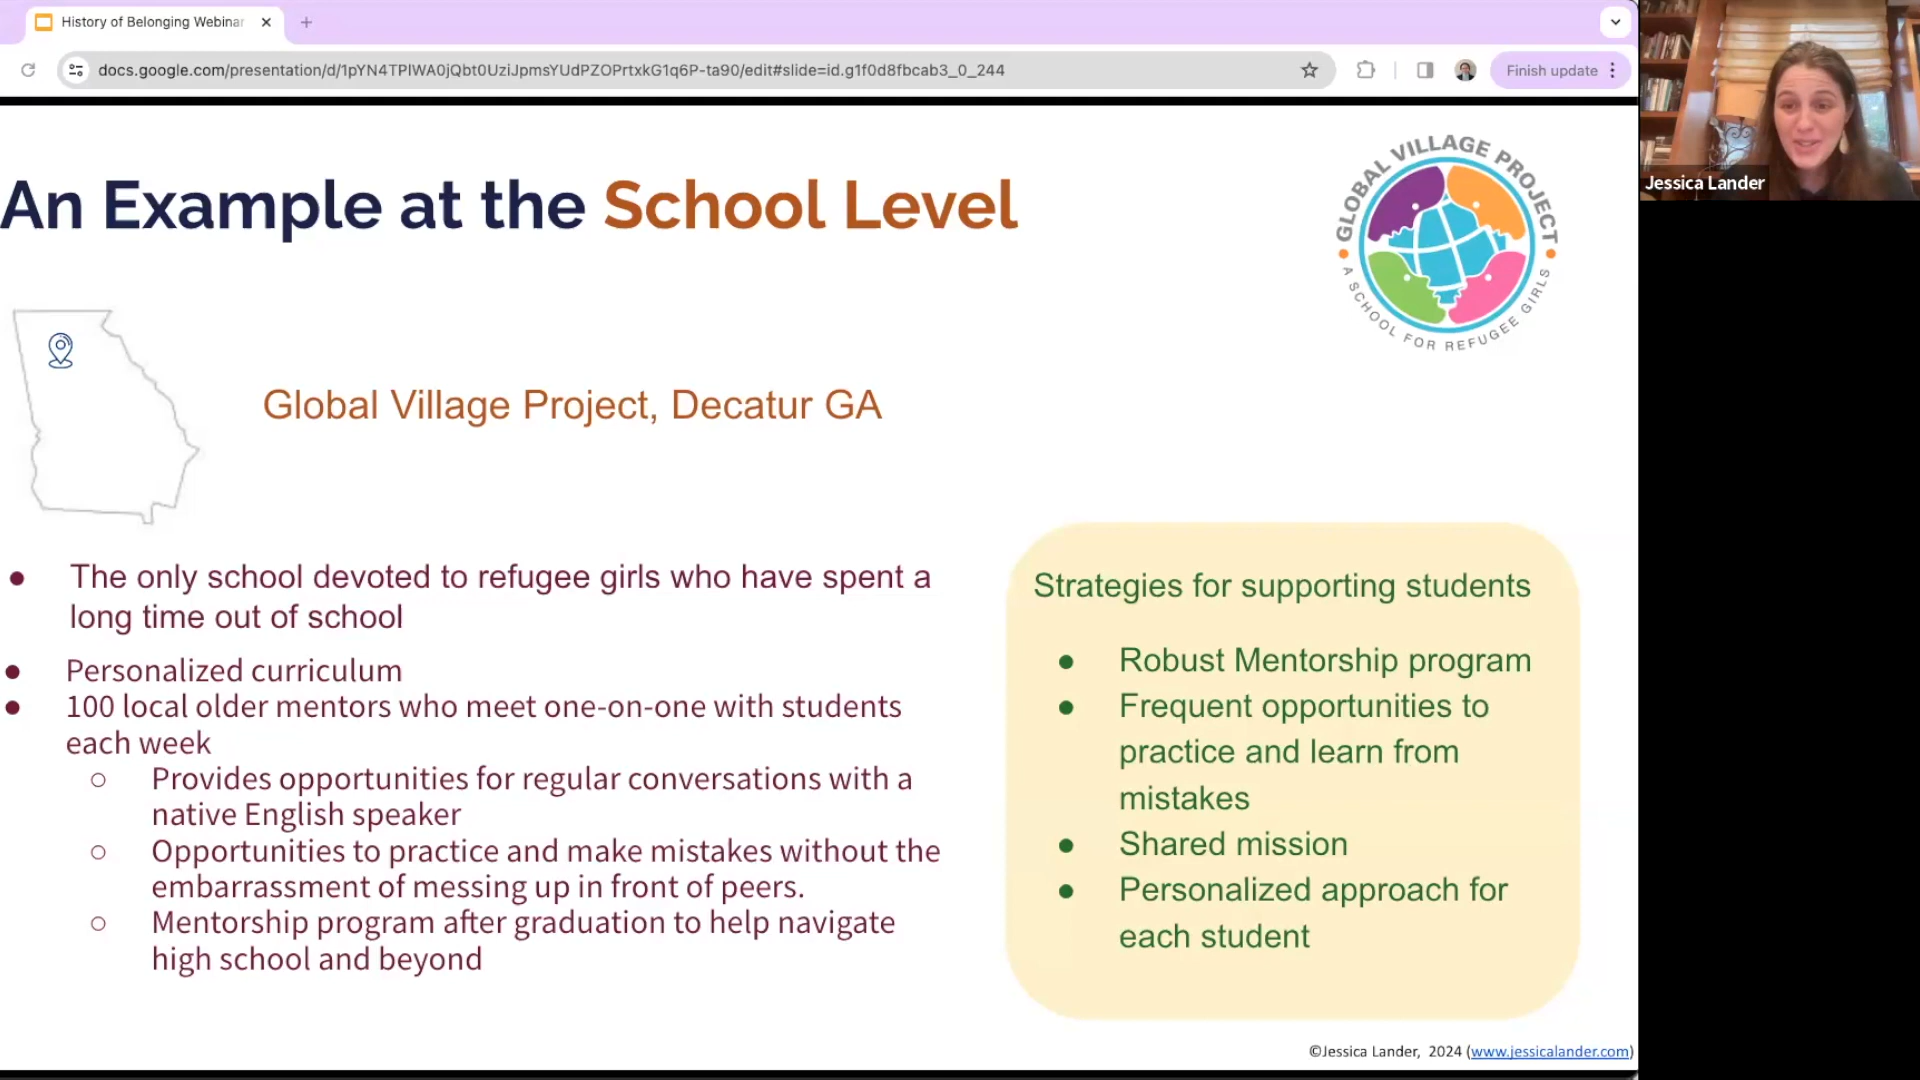 History of Belonging Webinar
docs.google.com/presentation/d/1pYN4TPlWA0jQbt0UziJpmsYUdPZOPrtxkG1q6P-ta90/edit#slide=id.g1f0d8fbcab3_0_244
Finish update
Jessica Lander
An Example at the School Level
GLOBAL VILLAGE PROJECT
A SCHOOL FOR REFUGEE GIRLS
Global Village Project, Decatur GA
● The only school devoted to refugee girls who have spent a
long time out of school
● Personalized curriculum
● 100 local older mentors who meet one-on-one with students
each week
○ Provides opportunities for regular conversations with a
native English speaker
○ Opportunities to practice and make mistakes without the
embarrassment of messing up in front of peers.
○ Mentorship program after graduation to help navigate
high school and beyond
Strategies for supporting students
● Robust Mentorship program
● Frequent opportunities to
practice and learn from
mistakes
● Shared mission
● Personalized approach for
each student
©Jessica Lander, 2024 (www.jessicalander.com)